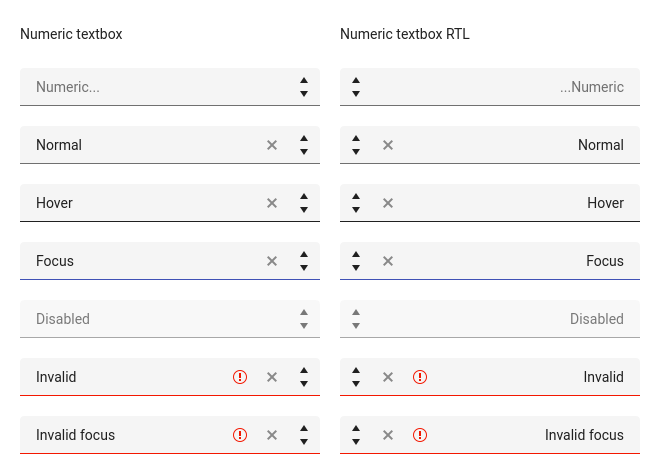 Numeric textbox
Numeric textbox RTL
Numeric...
...Numeric
Normal
Normal
Hover
Hover
Focus
Focus
Disabled
Disabled
Invalid
Invalid
Invalid focus
Invalid focus